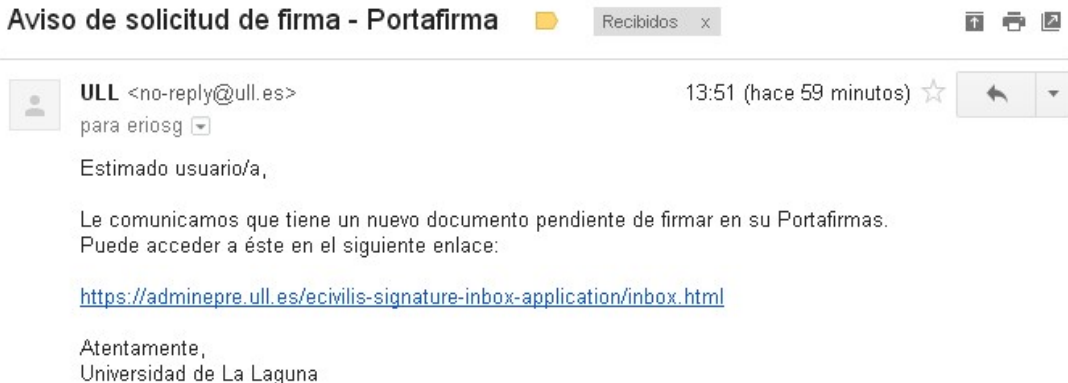 Aviso de solicitud de firma - Portafirma Recibidos x
ULL <no-reply@ull.es> 13:51 (hace 59 minutos)
para eriosg
Estimado usuario/a,
Le comunicamos que tiene un nuevo documento pendiente de firmar en su Portafirmas.
Puede acceder a éste en el siguiente enlace:
https://adminepre.ull.es/ecivilis-signature-inbox-application/inbox.html
Atentamente,
Universidad de La Laguna